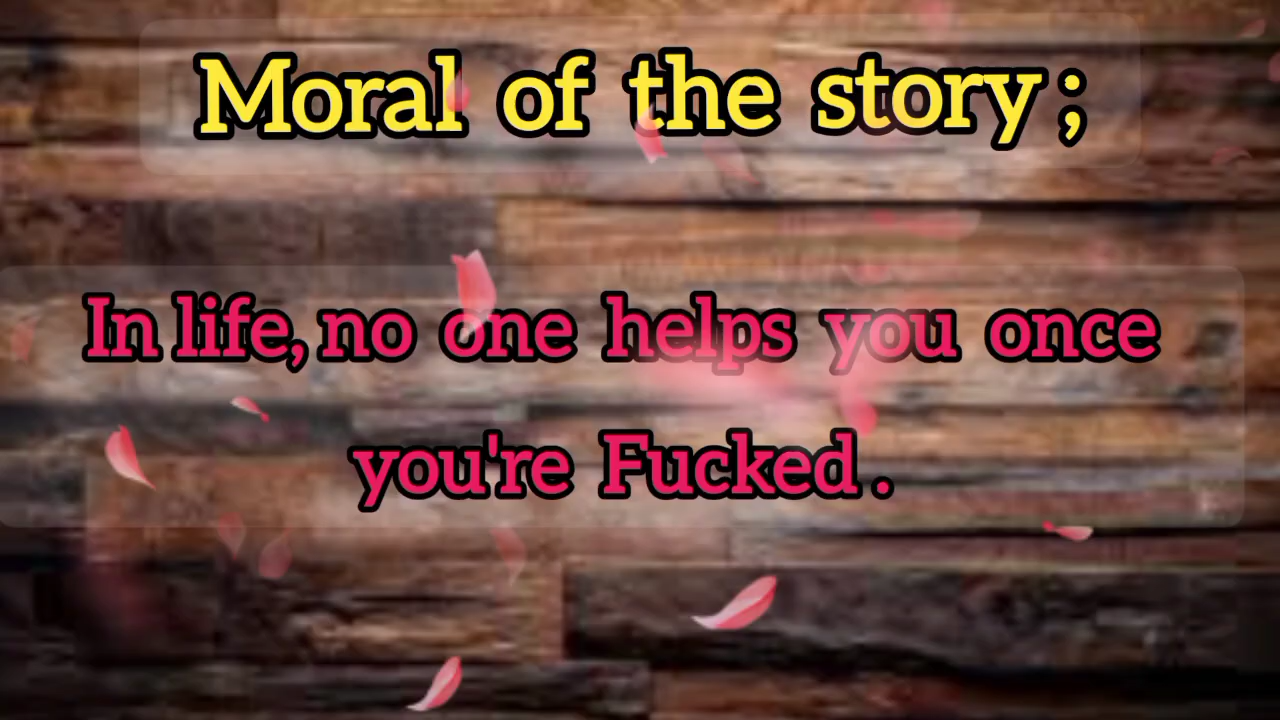 Moral of the story ;
In life, no one helps you once
you're Fucked .